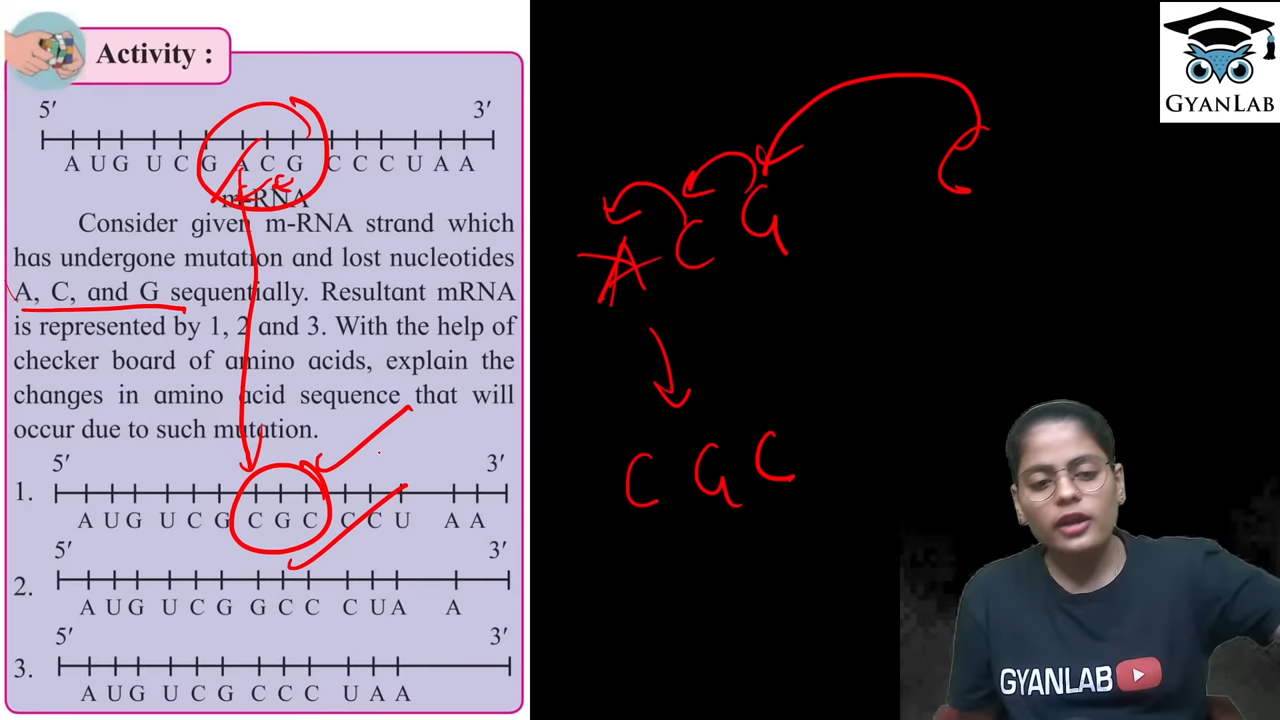 Activity :
5′ 3′
A U G U C G A C G C C C U A A
m-RNA
Consider given m-RNA strand which
has undergone mutation and lost nucleotides
A, C, and G sequentially. Resultant mRNA
is represented by 1, 2 and 3. With the help of
checker board of amino acids, explain the
changes in amino acid sequence that will
occur due to such mutation.
5′ 3′
1.
A U G U C G C G C C C U A A
5′ 3′
2.
A U G U C G G C C C U A A
5′ 3′
3.
A U G U C G C C C U A A
A C G C
C G C
GYANLAB
GYANLAB